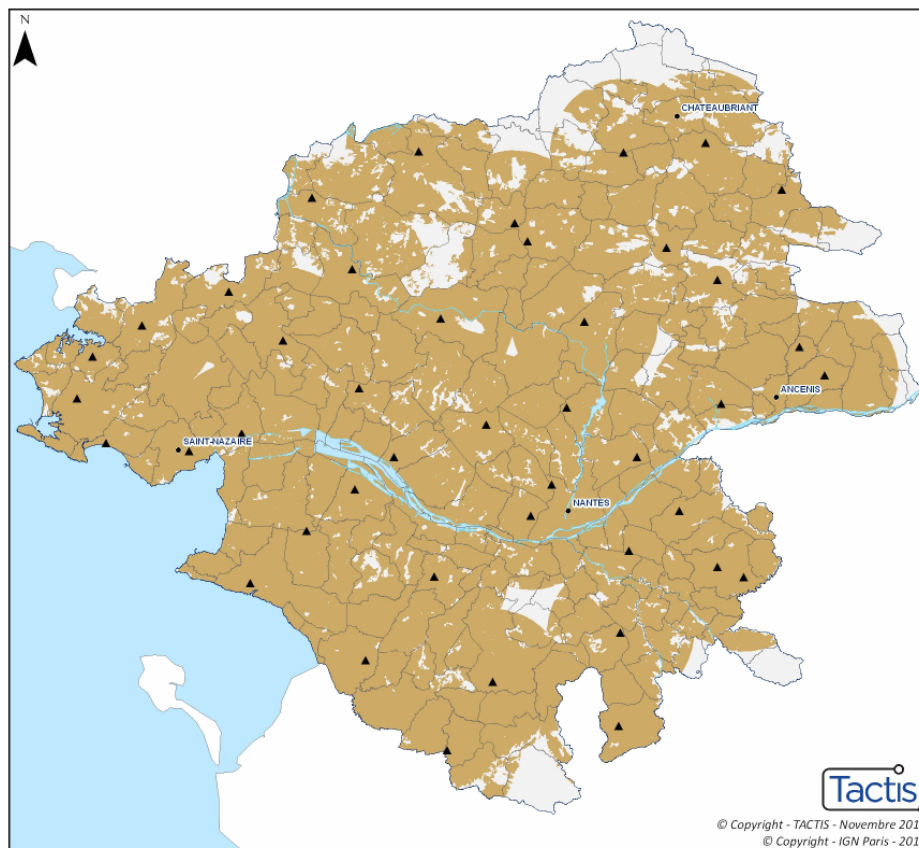 N
CHATEAUBRIANT
ANCENIS
SAINT-NAZAIRE
NANTES
Tactis
© Copyright - TACTIS - Novembre 201
© Copyright - IGN Paris - 201